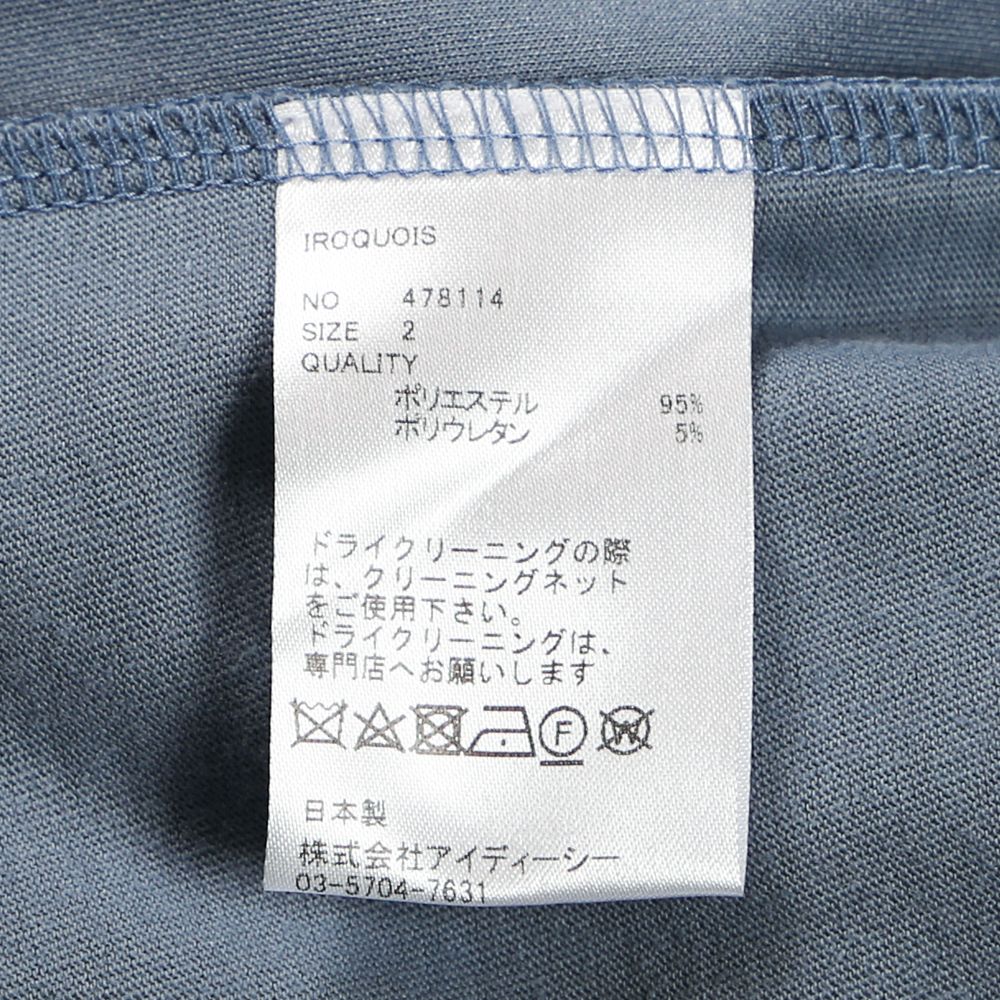 IROQUOIS
NO 478114
SIZE 2
QUALITY
ポリエステル 95%
ポリウレタン 5%
ドライクリーニングの際
は、クリーニングネット
をご使用下さい。
ドライクリーニングは、
専門店へお願いします
F W
日本製
株式会社アイディーシー
03-5704-7631